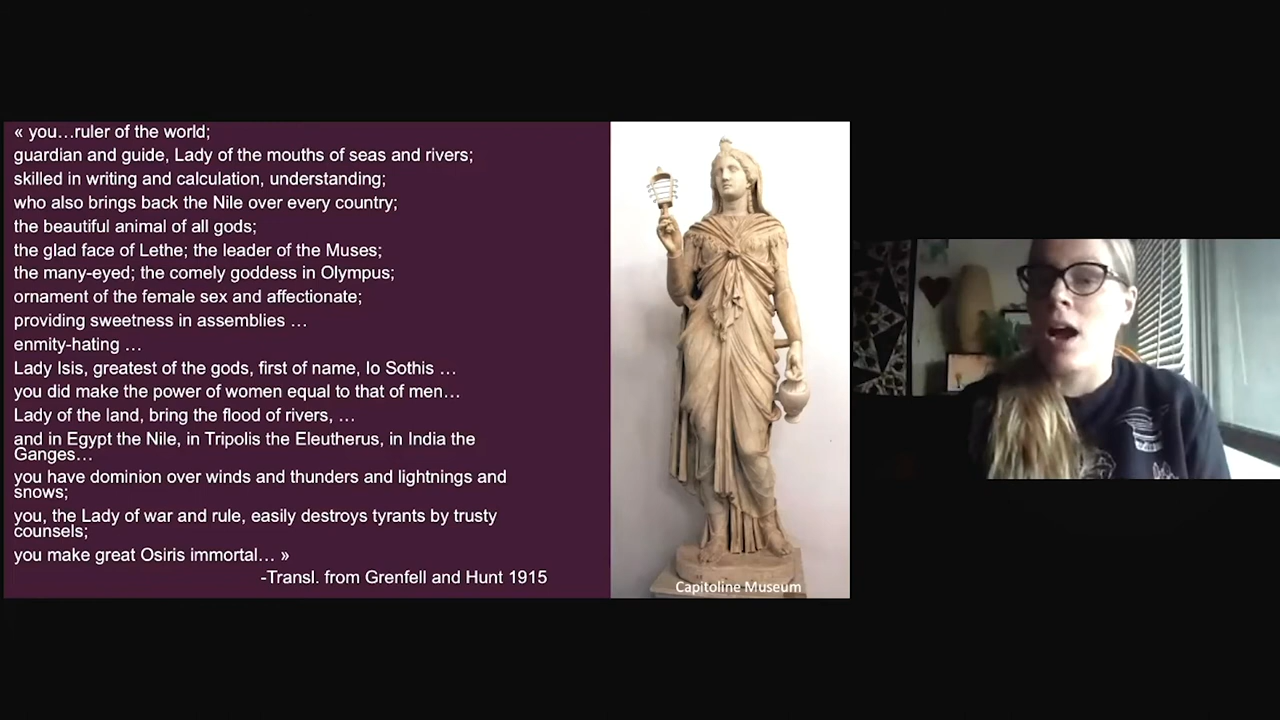 « you…ruler of the world;
guardian and guide, Lady of the mouths of seas and rivers;
skilled in writing and calculation, understanding;
who also brings back the Nile over every country;
the beautiful animal of all gods;
the glad face of Lethe; the leader of the Muses;
the many-eyed; the comely goddess in Olympus;
ornament of the female sex and affectionate;
providing sweetness in assemblies …
enmity-hating …
Lady Isis, greatest of the gods, first of name, Io Sothis …
you did make the power of women equal to that of men…
Lady of the land, bring the flood of rivers, …
and in Egypt the Nile, in Tripolis the Eleutherus, in India the
Ganges…
you have dominion over winds and thunders and lightnings and
snows;
you, the Lady of war and rule, easily destroys tyrants by trusty
counsels;
you make great Osiris immortal… »
-Transl. from Grenfell and Hunt 1915
Capitoline Museum